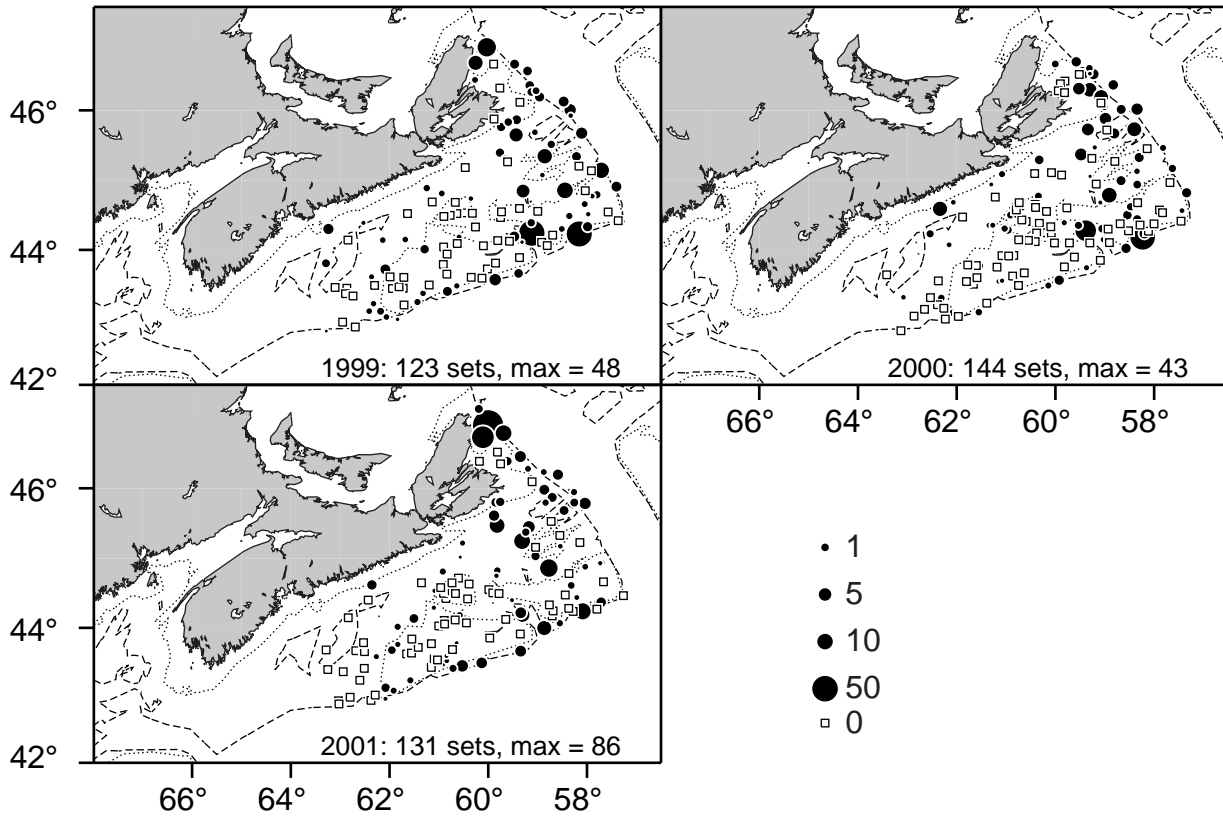 46°
44°
42°
1999: 123 sets, max = 48
2000: 144 sets, max = 43
66° 64° 62° 60° 58°
46°
44°
42°
2001: 131 sets, max = 86
66° 64° 62° 60° 58°
1
5
10
50
0